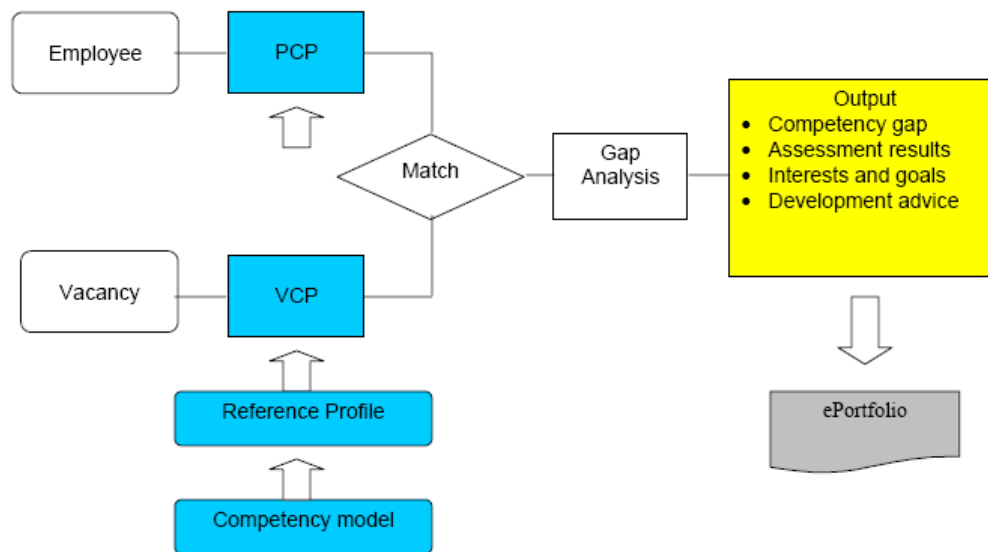 Employee
PCP
Match
Gap
Analysis
Output
• Competency gap
• Assessment results
• Interests and goals
• Development advice
Vacancy
VCP
Reference Profile
Competency model
ePortfolio